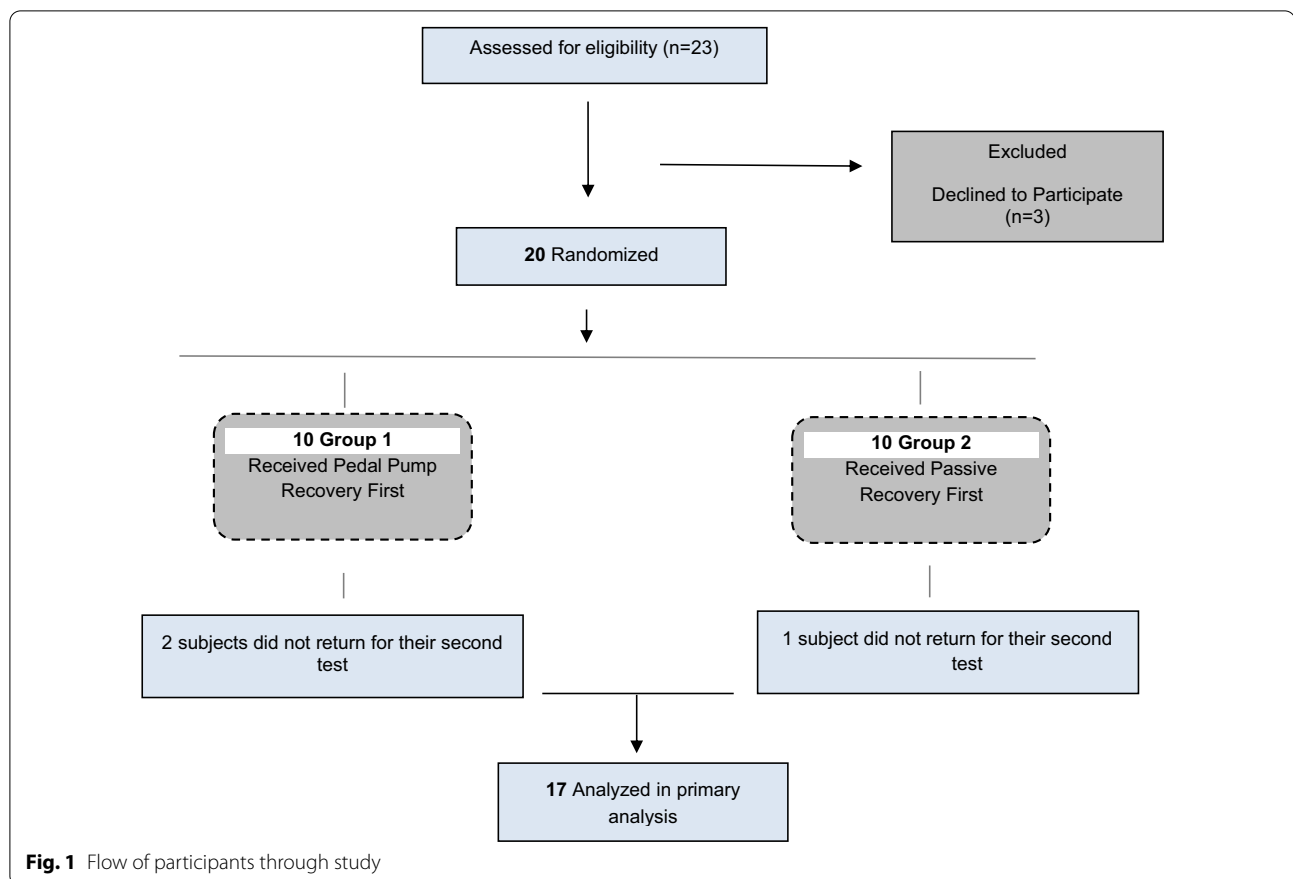 Assessed for eligibility (n=23)
Excluded
Declined to Participate
(n=3)
20 Randomized
10 Group 1
Received Pedal Pump
Recovery First
10 Group 2
Received Passive
Recovery First
2 subjects did not return for their second
test
1 subject did not return for their second
test
17 Analyzed in primary
analysis
Fig. 1 Flow of participants through study